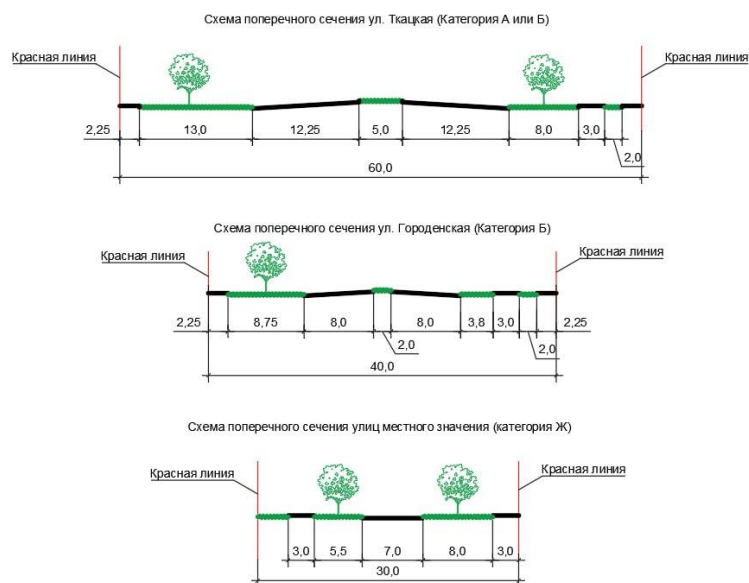 Схема поперечного сечения ул. Ткацкая (Категория А или Б)
Красная линия
Красная линия
2,25
13,0
12,25
5,0
12,25
8,0
3,0
2,0
60,0
Схема поперечного сечения ул. Городенская (Категория Б)
Красная линия
Красная линия
2,25
8,75
8,0
8,0
3,8
3,0
2,25
2,0
2,0
40,0
Схема поперечного сечения улиц местного значения (категория Ж)
Красная линия
Красная линия
3,0
5,5
7,0
8,0
3,0
30,0